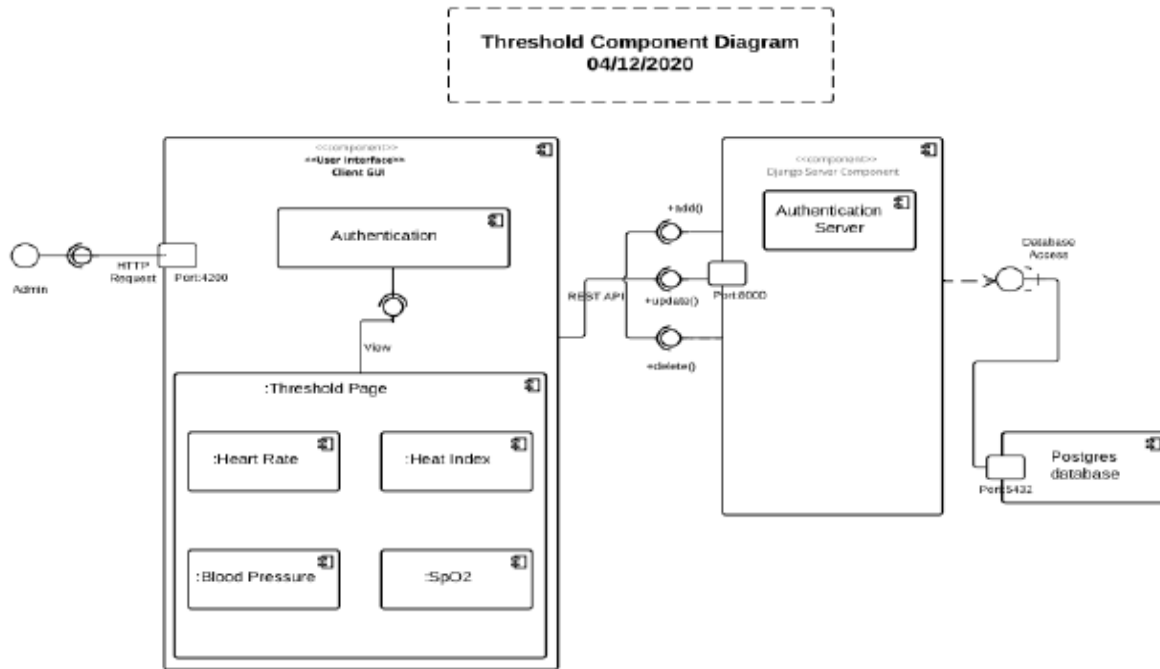 Threshold Component Diagram
04/12/2020
<<component>>
**User Interface**
Client GUI
Authentication
Admin
HTTP
Request
Port:4200
View
:Threshold Page
:Heart Rate
:Heat Index
:Blood Pressure
:SpO2
REST API
+add()
+update()
+delete()
<<component>>
Django Server Component
Authentication
Server
Port:8000
Database
Access
Postgres
database
Port:5432